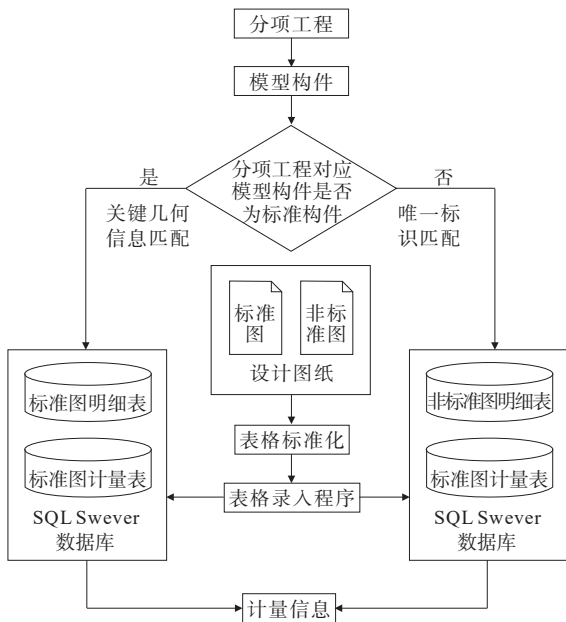 分项工程
模型构件
分项工程对应
模型构件是否
为标准构件
是
关键几何
信息匹配
否
唯一标
识匹配
标准
图
非标
准图
设计图纸
表格标准化
表格录入程序
标准图明细表
标准图计量表
SQL Swever
数据库
非标准图明细表
标准图计量表
SQL Swever
数据库
计量信息